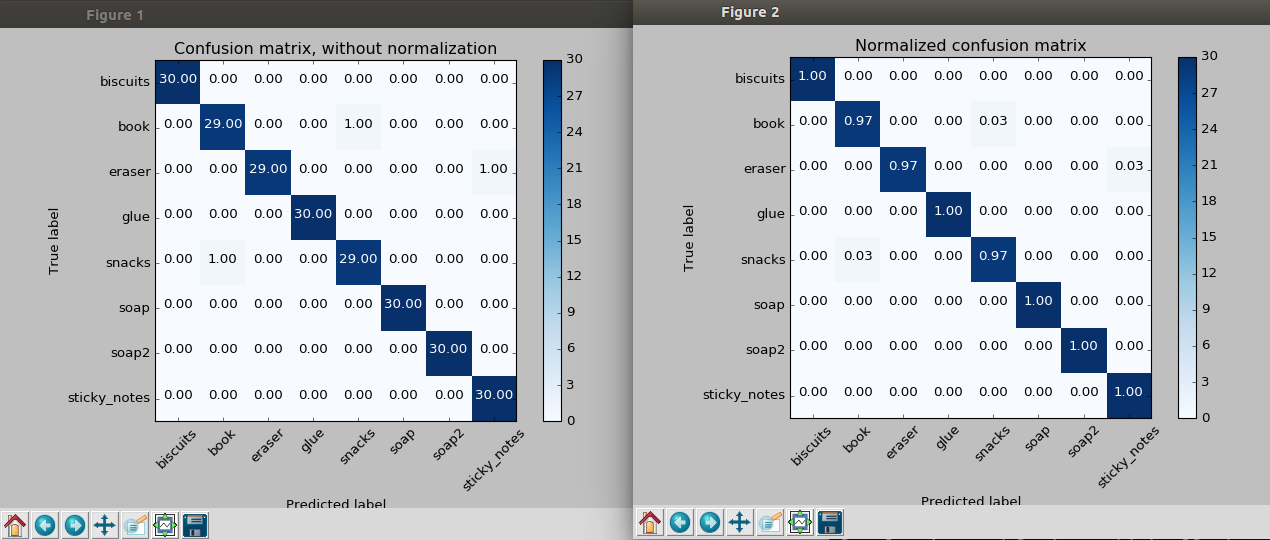 Figure 1
Confusion matrix, without normalization
biscuits 30.00 0.00 0.00 0.00 0.00 0.00 0.00 0.00
book 0.00 29.00 0.00 0.00 1.00 0.00 0.00 0.00
eraser 0.00 0.00 29.00 0.00 0.00 0.00 0.00 1.00
glue 0.00 0.00 0.00 30.00 0.00 0.00 0.00 0.00
snacks 0.00 1.00 0.00 0.00 29.00 0.00 0.00 0.00
soap 0.00 0.00 0.00 0.00 0.00 30.00 0.00 0.00
soap2 0.00 0.00 0.00 0.00 0.00 0.00 30.00 0.00
sticky_notes 0.00 0.00 0.00 0.00 0.00 0.00 0.00 30.00
True label
biscuits book eraser glue snacks soap soap2 sticky_notes
Predicted label
30
27
24
21
18
15
12
9
6
3
0
Figure 2
Normalized confusion matrix
biscuits 1.00 0.00 0.00 0.00 0.00 0.00 0.00 0.00
book 0.00 0.97 0.00 0.00 0.03 0.00 0.00 0.00
eraser 0.00 0.00 0.97 0.00 0.00 0.00 0.00 0.03
glue 0.00 0.00 0.00 1.00 0.00 0.00 0.00 0.00
snacks 0.00 0.03 0.00 0.00 0.97 0.00 0.00 0.00
soap 0.00 0.00 0.00 0.00 0.00 1.00 0.00 0.00
soap2 0.00 0.00 0.00 0.00 0.00 0.00 1.00 0.00
sticky_notes 0.00 0.00 0.00 0.00 0.00 0.00 0.00 1.00
True label
biscuits book eraser glue snacks soap soap2 sticky_notes
Predicted label
30
27
24
21
18
15
12
9
6
3
0